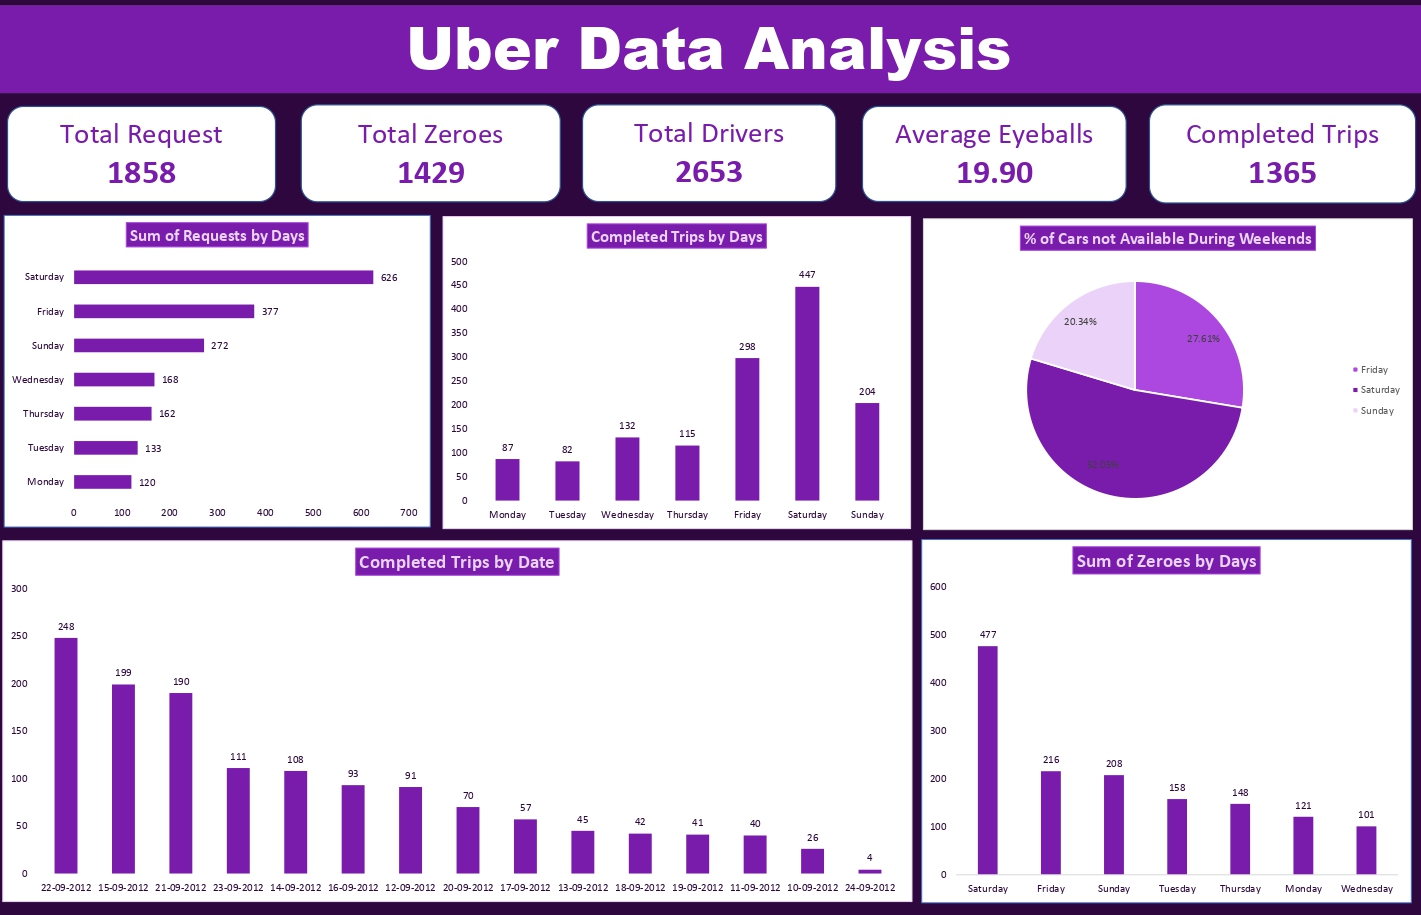 Uber Data Analysis
Total Request
1858
Total Zeroes
1429
Total Drivers
2653
Average Eyeballs
19.90
Completed Trips
1365
Sum of Requests by Days
Saturday 626
Friday 377
Sunday 272
Wednesday 168
Thursday 162
Tuesday 133
Monday 120
0 100 200 300 400 500 600 700
Completed Trips by Days
500
450
400
350
300
250
200
150
100
50
0
87 82 132 115 298 447 204
Monday Tuesday Wednesday Thursday Friday Saturday Sunday
% of Cars not Available During Weekends
20.34%
27.61%
Friday
Saturday
Sunday
Completed Trips by Date
300
250
200
150
100
50
0
248 199 190 111 108 93 91 70 57 45 42 41 40 26 4
22-09-2012 15-09-2012 21-09-2012 23-09-2012 14-09-2012 16-09-2012 12-09-2012 20-09-2012 17-09-2012 13-09-2012 18-09-2012 19-09-2012 11-09-2012 10-09-2012 24-09-2012
Sum of Zeroes by Days
600
500
400
300
200
100
0
477 216 208 158 148 121 101
Saturday Friday Sunday Tuesday Thursday Monday Wednesday